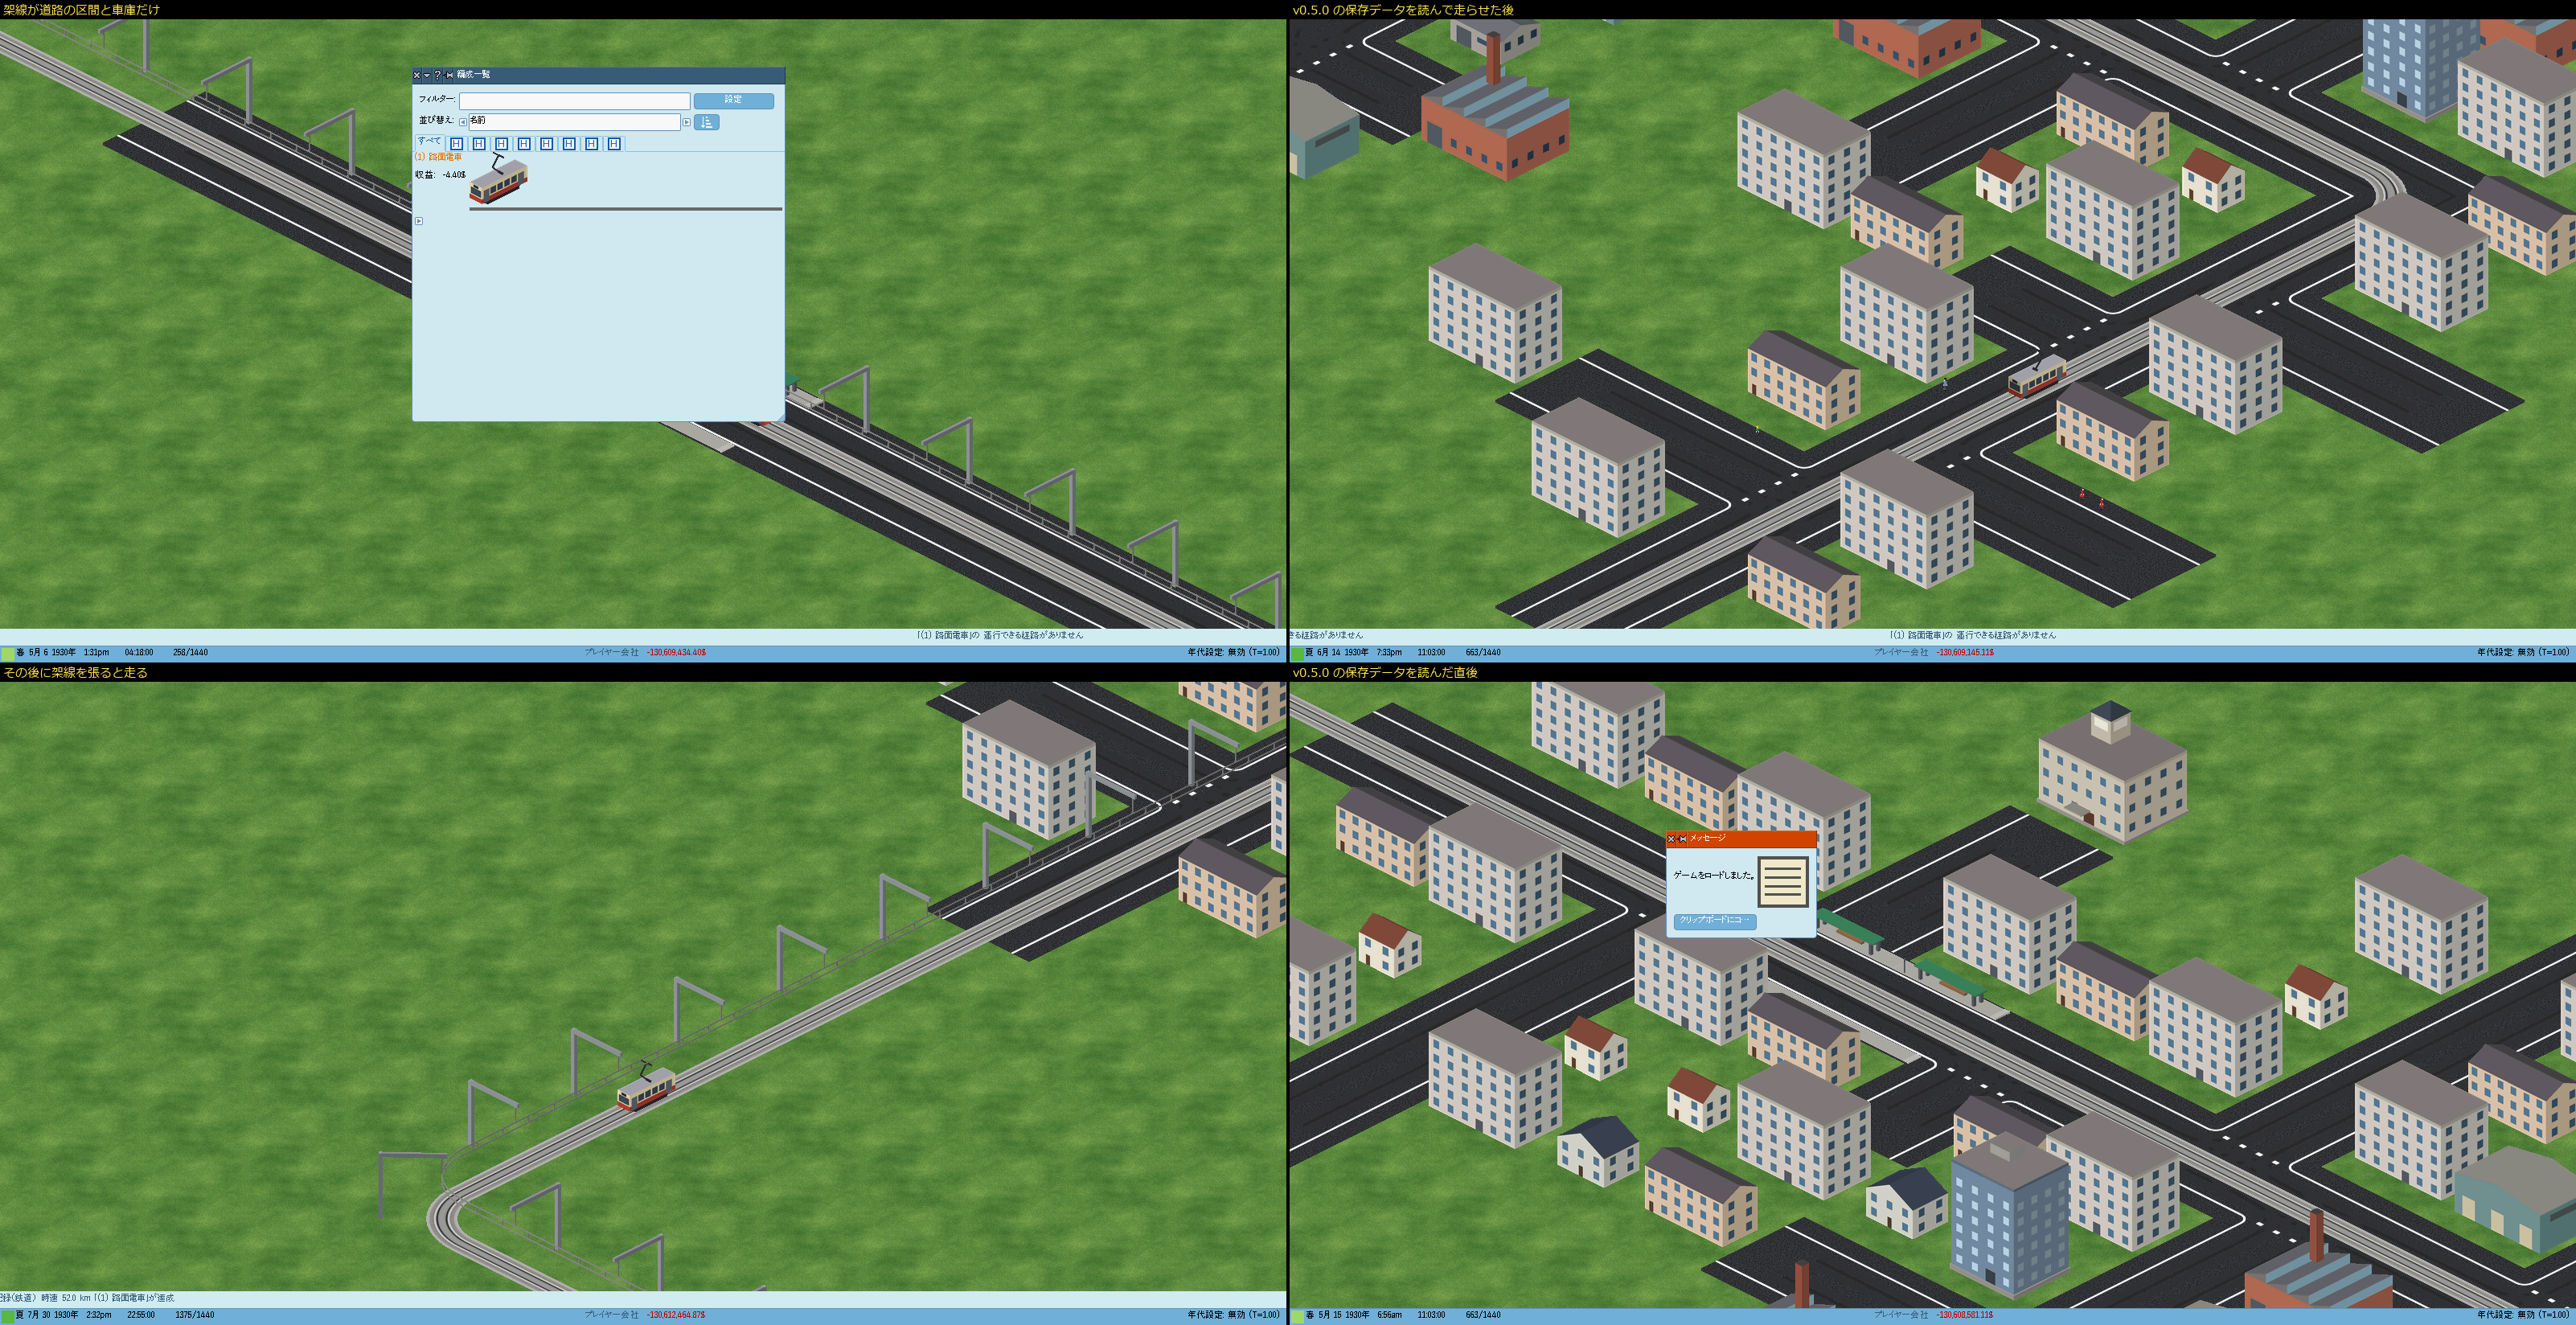 架線が道路の区間と車庫だけ
構成一覧
フィルター:
設定
並び替え:
名前
すべて
(1) 路面電車
収益: -4.40$
「(1) 路面電車」の 運行できる経路がありません
春 5月 6 1930年 1:31pm 04:18:00 258/1440
プレイヤー会社 -130,609,434.40$
年代設定: 無効 (T=1.00)
v0.5.0 の保存データを読んで走らせた後
きる経路がありません
「(1) 路面電車」の 運行できる経路がありません
夏 6月 14 1930年 7:33pm 11:03:00 663/1440
プレイヤー会社 -130,609,145.11$
年代設定: 無効 (T=1.00)
その後に架線を張ると走る
記録(鉄道) 時速 52.0 km 「(1) 路面電車」が達成
夏 7月 30 1930年 2:32pm 22:55:00 1375/1440
プレイヤー会社 -130,612,464.87$
年代設定: 無効 (T=1.00)
v0.5.0 の保存データを読んだ直後
メッセージ
ゲームをロードしました。
クリップボードにコ…
春 5月 15 1930年 6:56am 11:03:00 663/1440
プレイヤー会社 -130,608,581.11$
年代設定: 無効 (T=1.00)